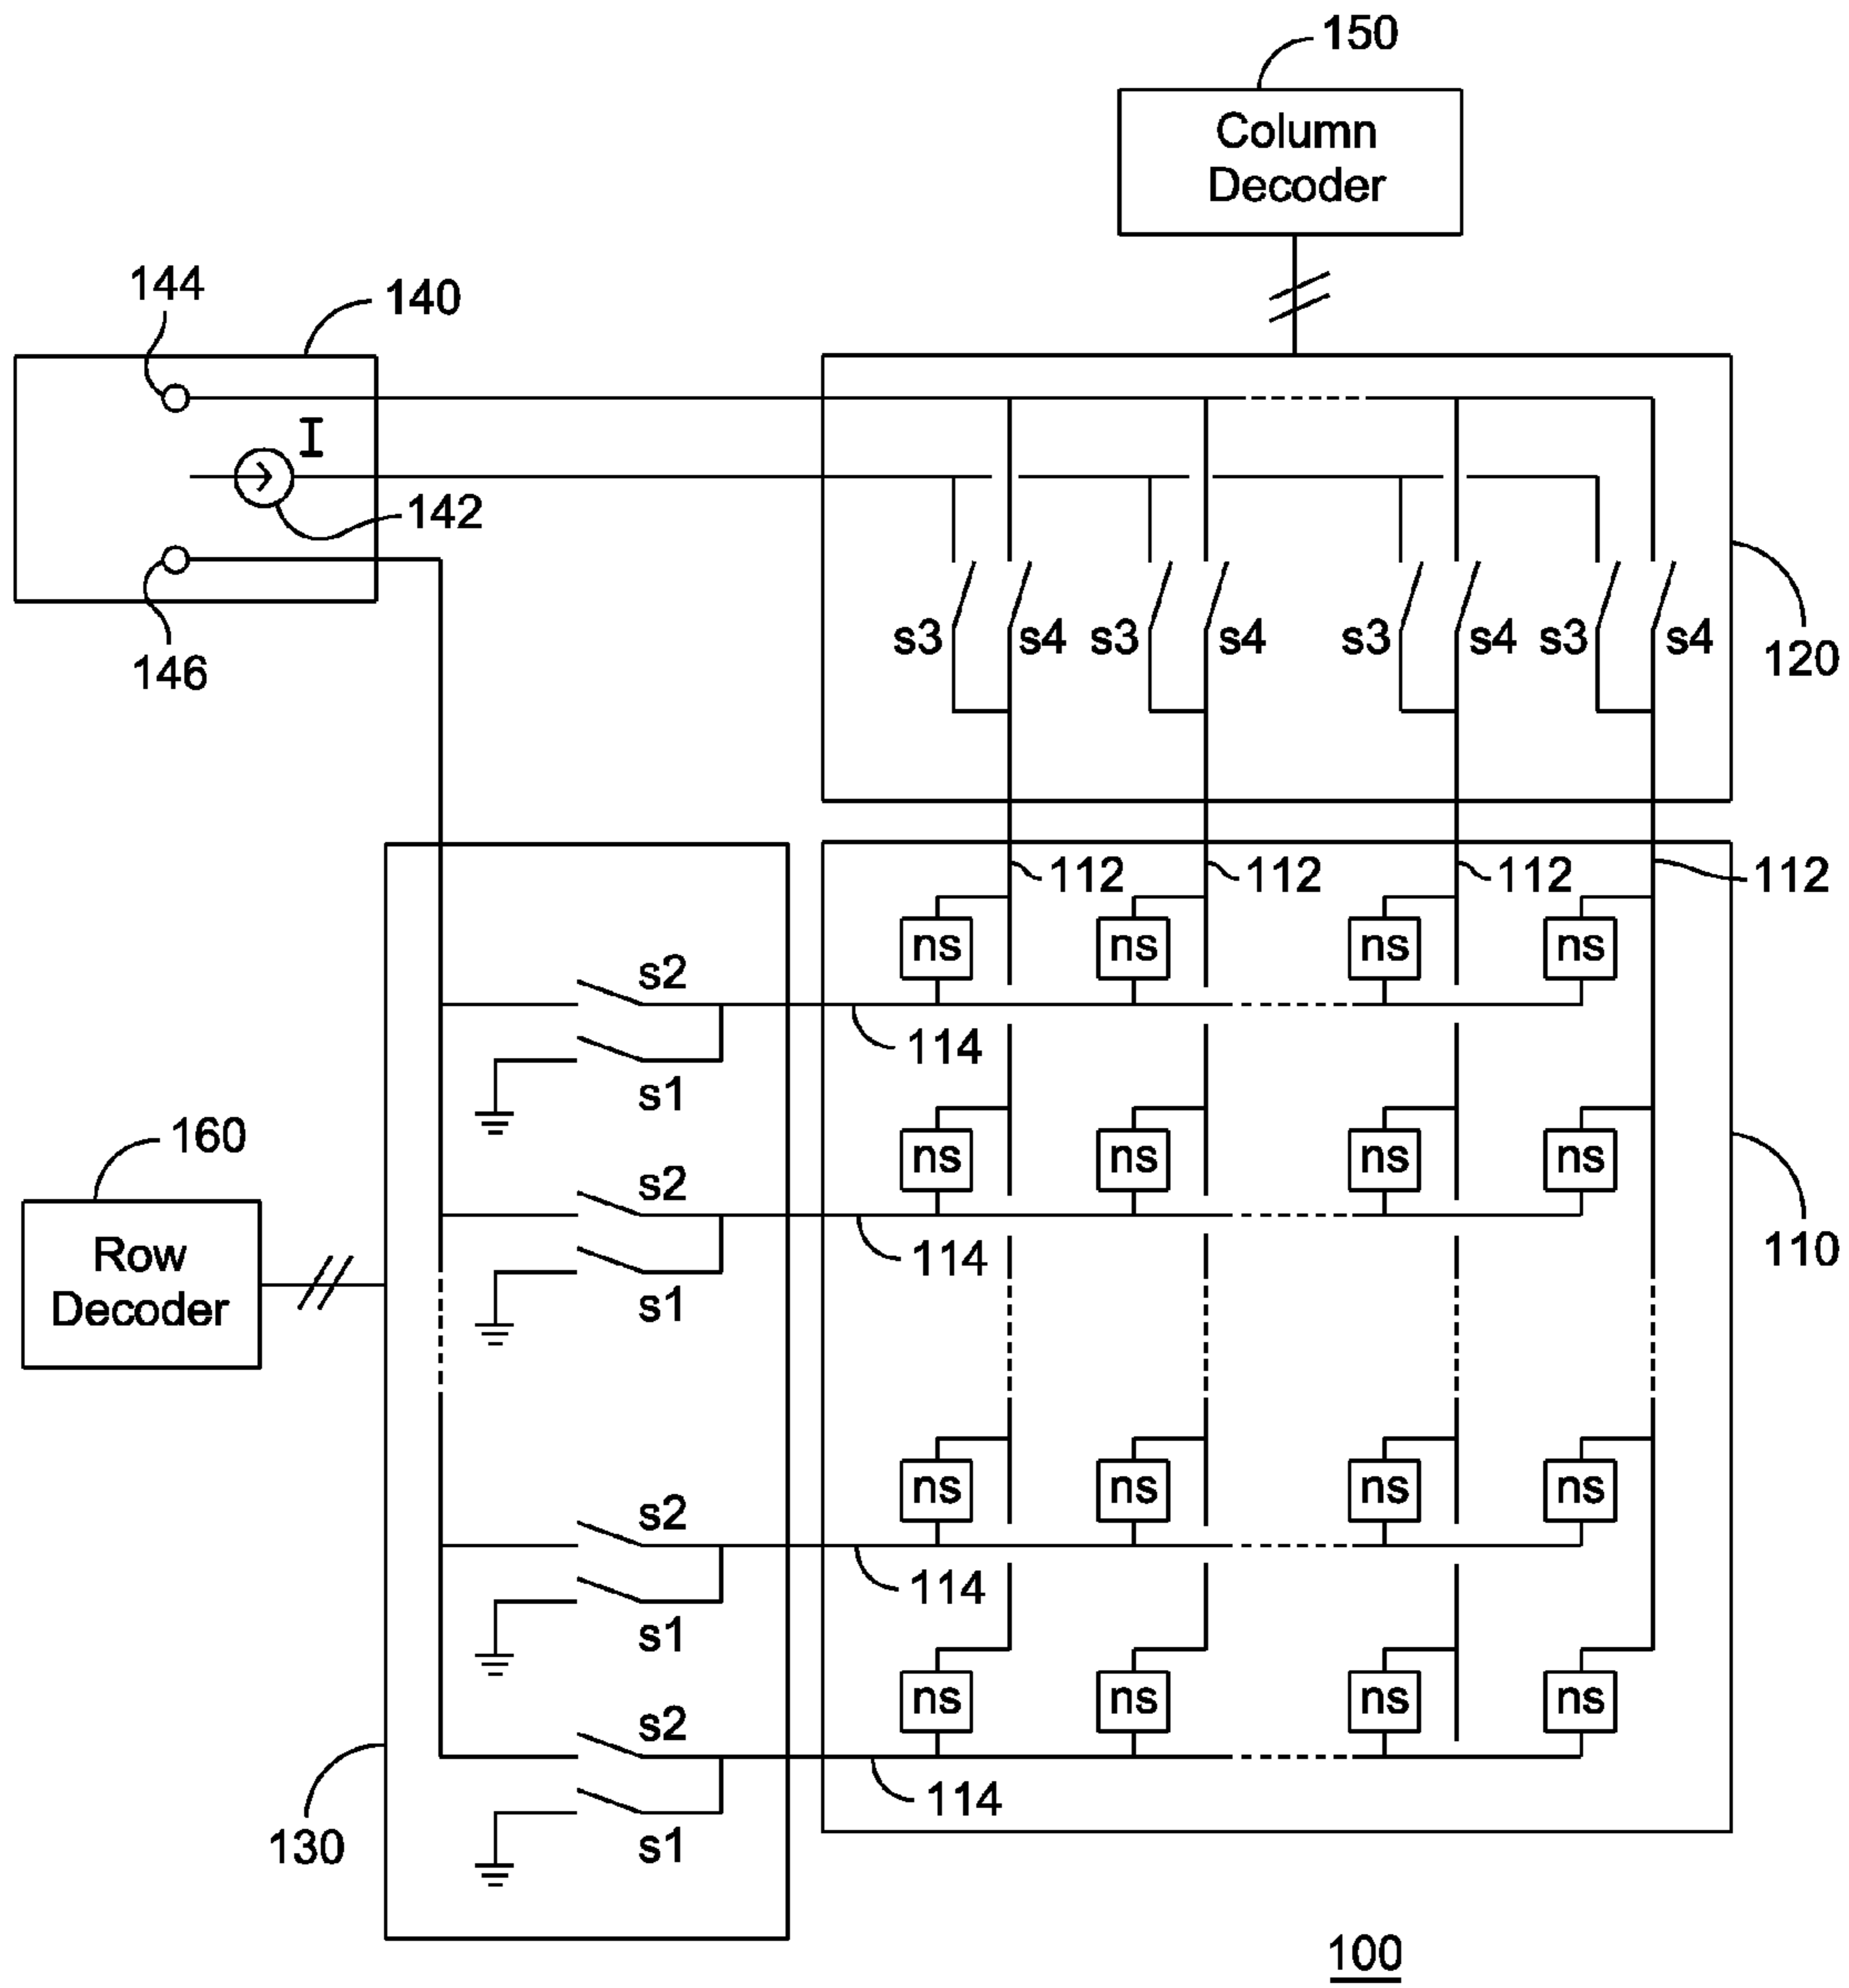 150
Column
Decoder
144
140
I
142
146
s3 s4 s3 s4 s3 s4 s3 s4
120
112 112 112 112
ns ns ns ns
s2
114
s1
160
ns ns ns ns
s2
Row
Decoder
114
110
s1
ns ns ns ns
s2
114
s1
ns ns ns ns
s2
114
130
s1
100